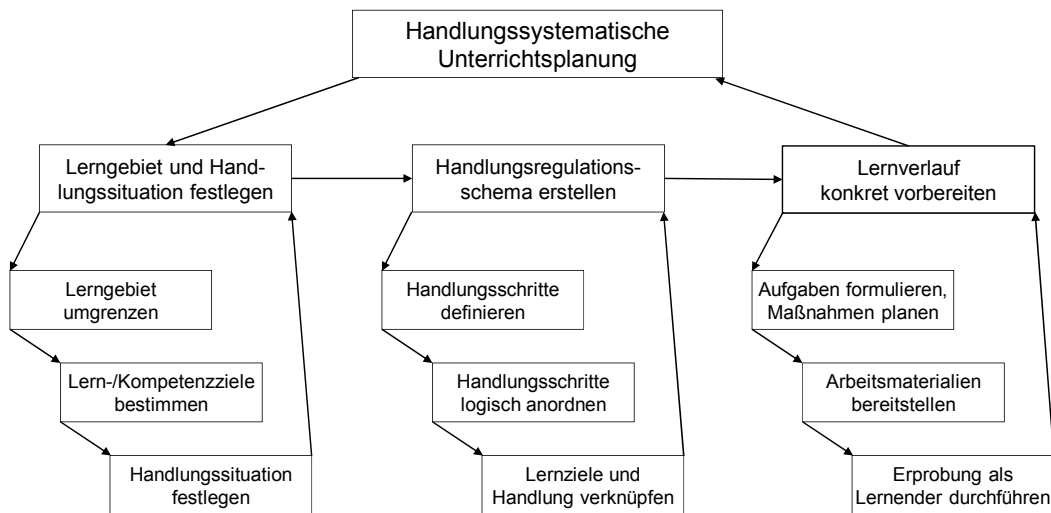 Handlungssystematische
Unterrichtsplanung
Lerngebiet und Hand-
lungssituation festlegen
Handlungsregulations-
schema erstellen
Lernverlauf
konkret vorbereiten
Lerngebiet
umgrenzen
Handlungsschritte
definieren
Aufgaben formulieren,
Maßnahmen planen
Lern-/Kompetenzziele
bestimmen
Handlungsschritte
logisch anordnen
Arbeitsmaterialien
bereitstellen
Handlungssituation
festlegen
Lernziele und
Handlung verknüpfen
Erprobung als
Lernender durchführen